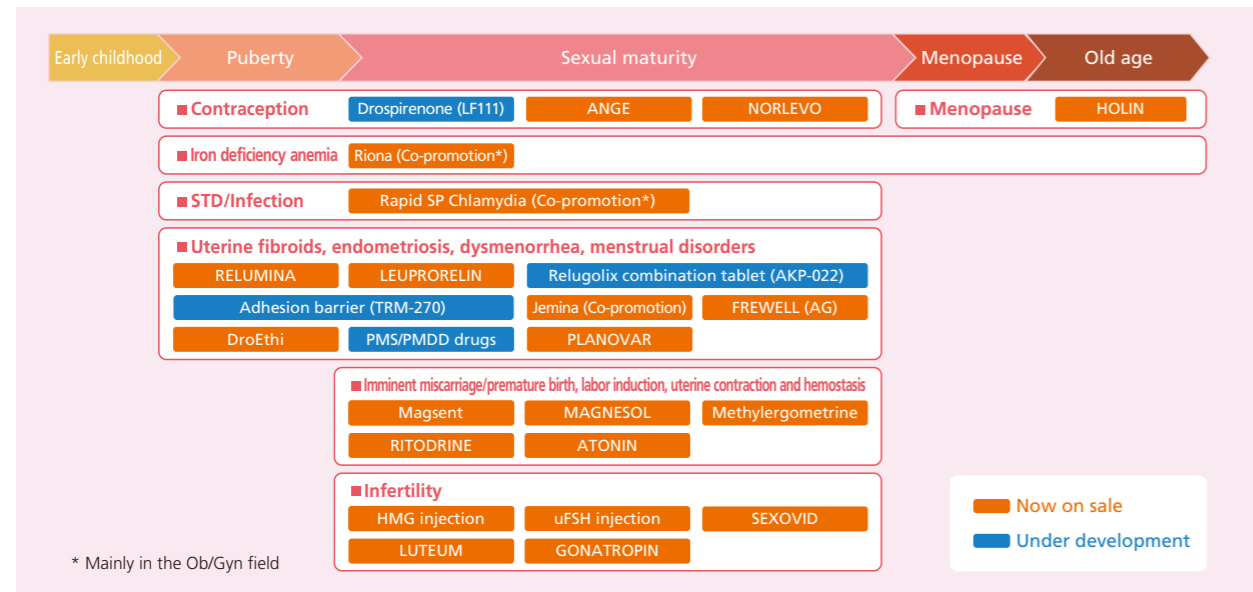 Early childhood
Puberty
Sexual maturity
Menopause
Old age
■ Contraception
Drospirenone (LF111)
ANGE
NORLEVO
■ Menopause
HOLIN
■ Iron deficiency anemia
Riona (Co-promotion*)
■ STD/Infection
Rapid SP Chlamydia (Co-promotion*)
■ Uterine fibroids, endometriosis, dysmenorrhea, menstrual disorders
RELUMINA
LEUPRORELIN
Relugolix combination tablet (AKP-022)
Adhesion barrier (TRM-270)
Jemina (Co-promotion)
FREWELL (AG)
DroEthi
PMS/PMDD drugs
PLANOVAR
■ Imminent miscarriage/premature birth, labor induction, uterine contraction and hemostasis
Magsent
MAGNESOL
Methylergometrine
RITODRINE
ATONIN
■ Infertility
HMG injection
uFSH injection
SEXOVID
LUTEUM
GONATROPIN
Now on sale
Under development
* Mainly in the Ob/Gyn field